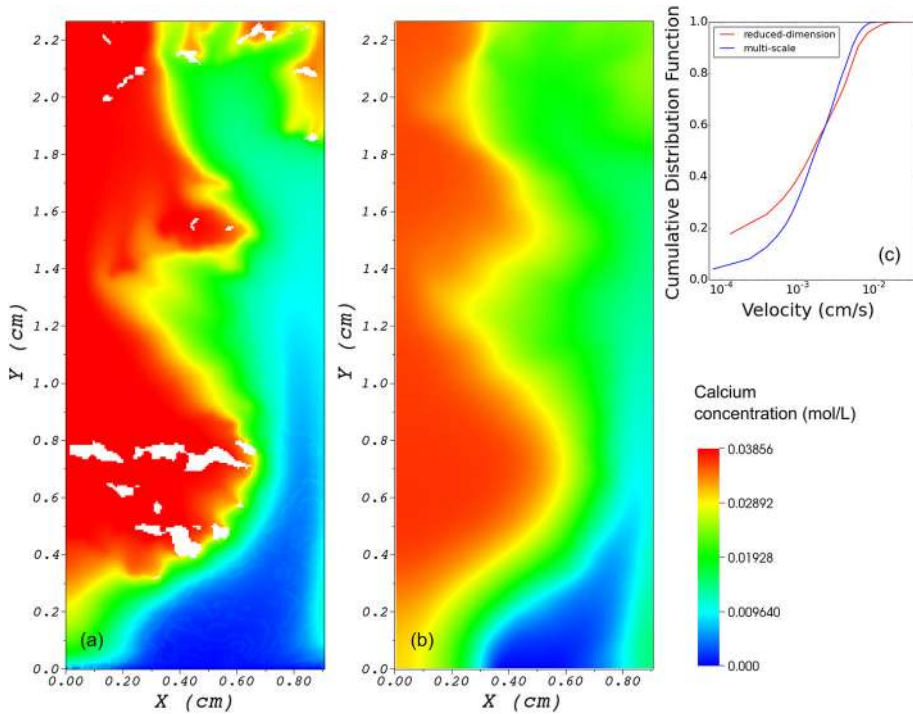 2.2
2.0
1.8
1.6
1.4
1.2
1.0
0.8
0.6
0.4
0.2
0.0
Y (cm)
(a)
0.00 0.20 0.40 0.60 0.80
X (cm)
2.2
2.0
1.8
1.6
1.4
1.2
1.0
0.8
0.6
0.4
0.2
0.0
Y (cm)
(b)
0.00 0.20 0.40 0.60 0.80
X (cm)
Cumulative Distribution Function
1.0
0.8
0.6
0.4
0.2
0.0
reduced-dimension
multi-scale
(c)
10⁻⁴ 10⁻³ 10⁻²
Velocity (cm/s)
Calcium
concentration (mol/L)
0.03856
0.02892
0.01928
0.009640
0.000